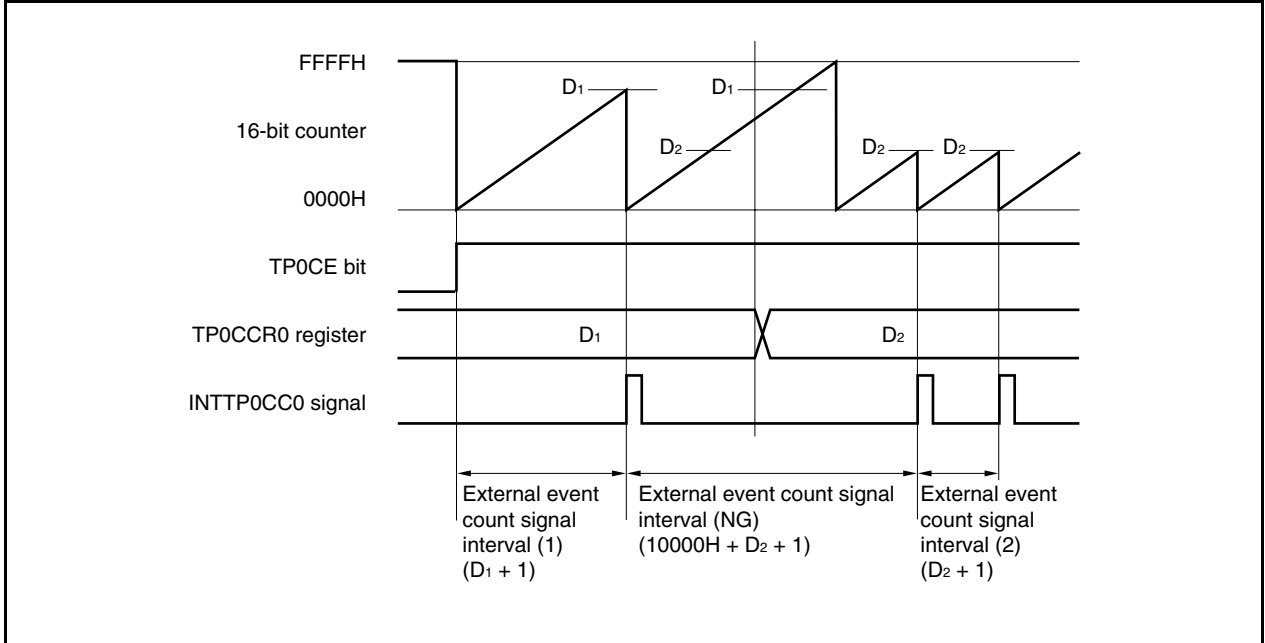 FFFFH
D1
D1
16-bit counter
D2
D2
D2
0000H
TP0CE bit
TP0CCR0 register
D1
D2
INTTP0CC0 signal
External event
count signal
interval (1)
(D1 + 1)
External event count signal
interval (NG)
(10000H + D2 + 1)
External event
count signal
interval (2)
(D2 + 1)